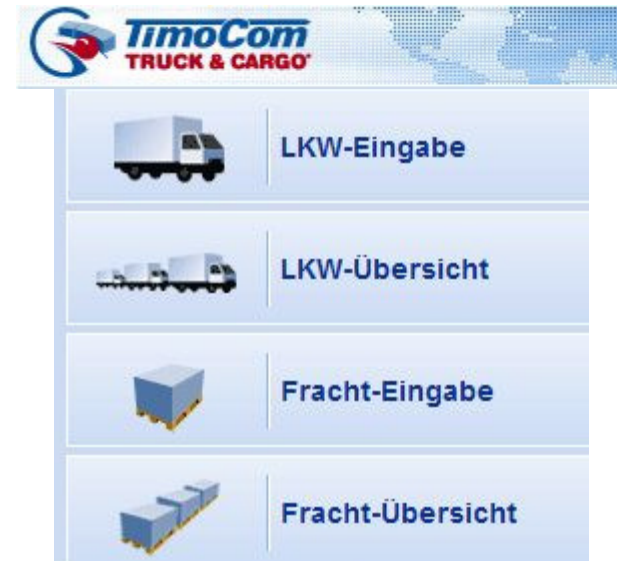 TimoCom
TRUCK & CARGO®
LKW-Eingabe
LKW-Übersicht
Fracht-Eingabe
Fracht-Übersicht